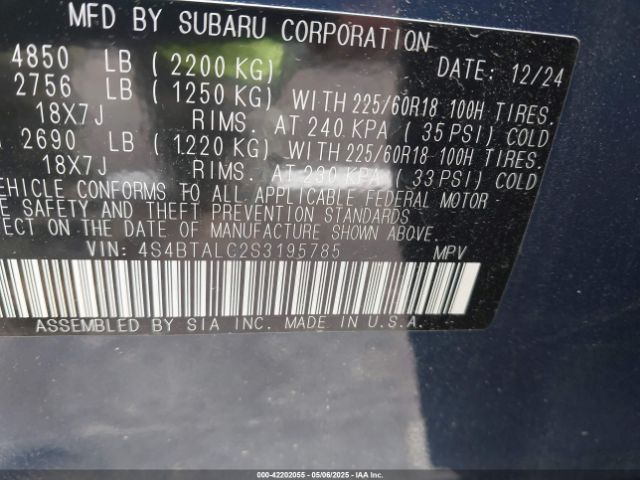 MFD BY SUBARU CORPORATION
4850 LB ( 2200 KG) DATE: 12/24
2756 LB ( 1250 KG) WITH 225/60R18 100H TIRES.
18X7J RIMS. AT 240 KPA ( 35 PSI) COLD
2690 LB ( 1220 KG) WITH 225/60R18 100H TIRES.
18X7J RIMS. AT 230 KPA ( 33 PSI) COLD
VEHICLE CONFORMS TO ALL APPLICABLE FEDERAL MOTOR
SAFETY AND THEFT PREVENTION STANDARDS
ECT ON THE DATE OF MANUFACTURE SHOWN ABOVE.
VIN: 4S4BTALC2S3195785 MPV
ASSEMBLED BY SIA INC. MADE IN U.S.A.
000-42202055 - 05/06/2025 - IAA Inc.